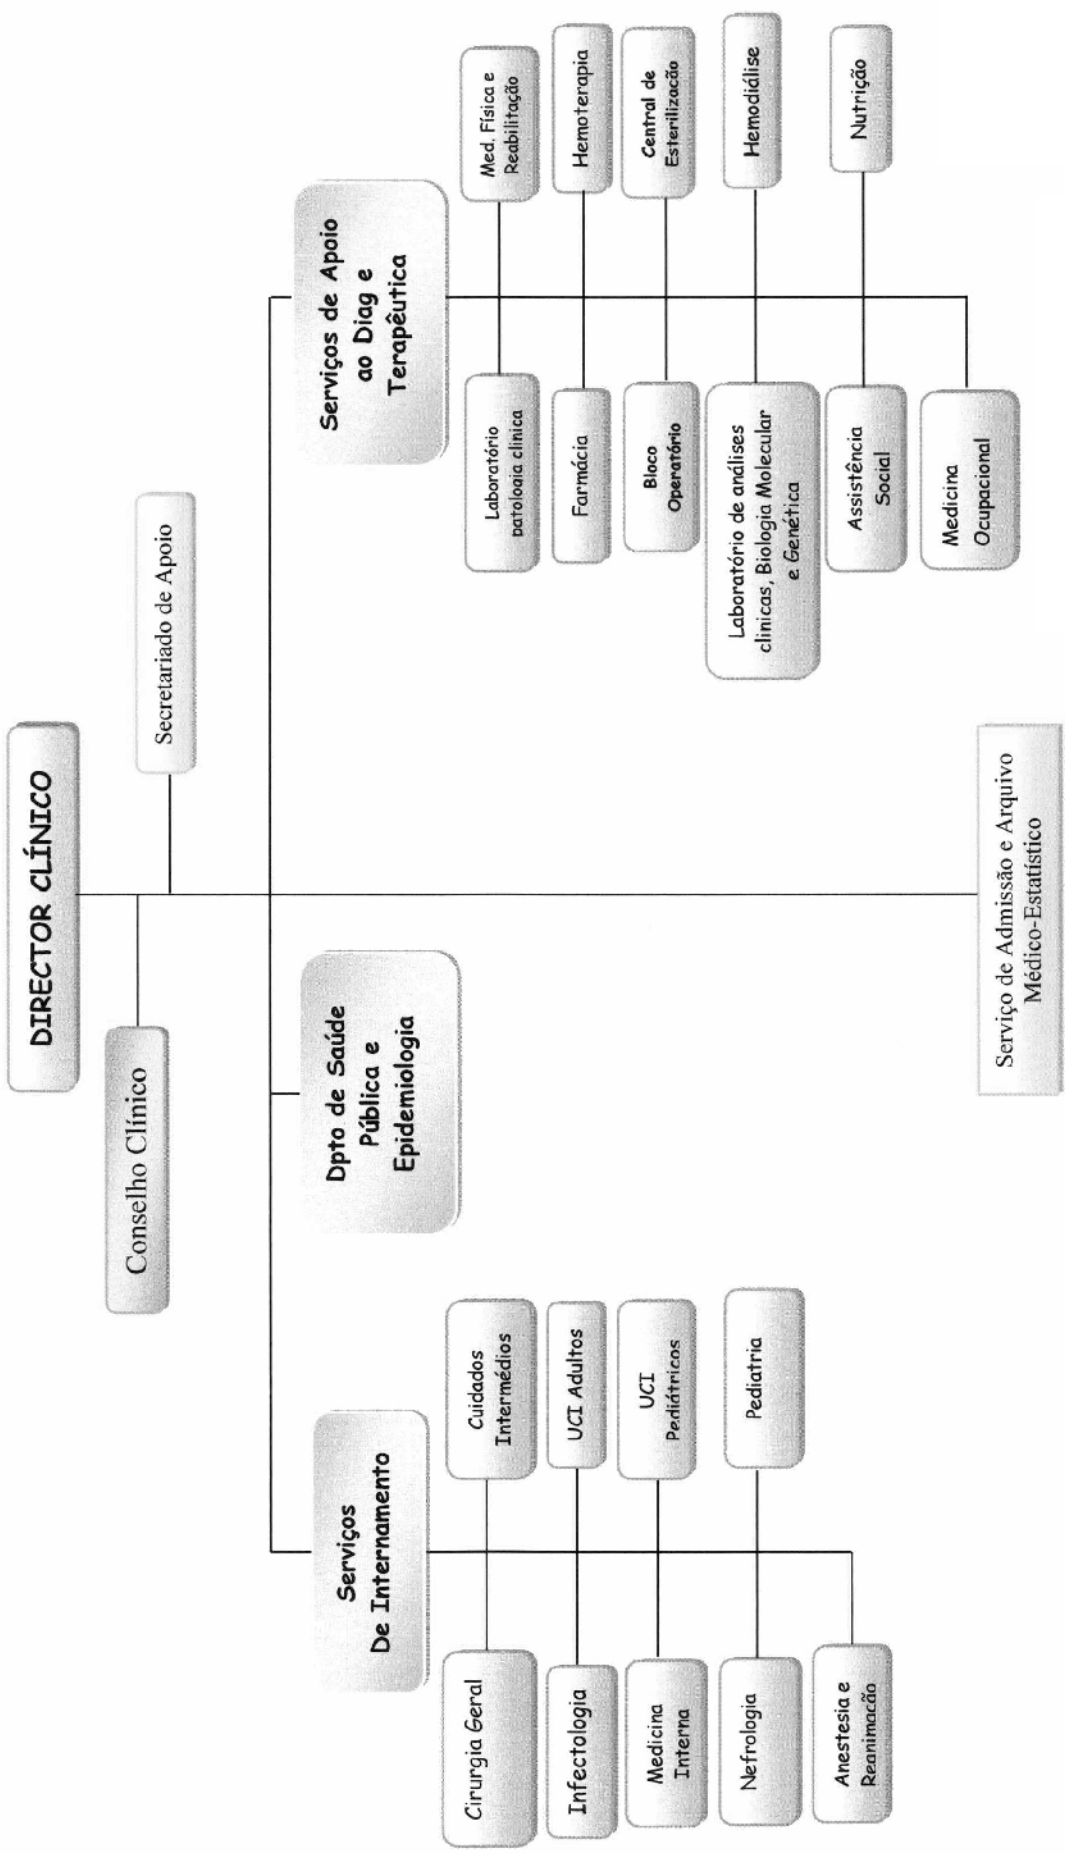 DIRECTOR CLÍNICO
Conselho Clínico
Secretariado de Apoio
Serviços
De Internamento
Dpto de Saúde
Pública e
Epidemiologia
Serviços de Apoio
ao Diag e
Terapêutica
Cirurgia Geral
Cuidados
Intermédios
Infectologia
UCI Adultos
Medicina
Interna
UCI
Pediátricos
Nefrologia
Pediatria
Anestesia e
Reanimação
Laboratório
patologia clinica
Med. Física e
Reabilitação
Farmácia
Hemoterapia
Bloco
Operatório
Central de
Esterilização
Laboratório de análises
clinicas, Biologia Molecular
e Genética
Hemodiálise
Assistência
Social
Nutrição
Medicina
Ocupacional
Serviço de Admissão e Arquivo
Médico-Estatístico